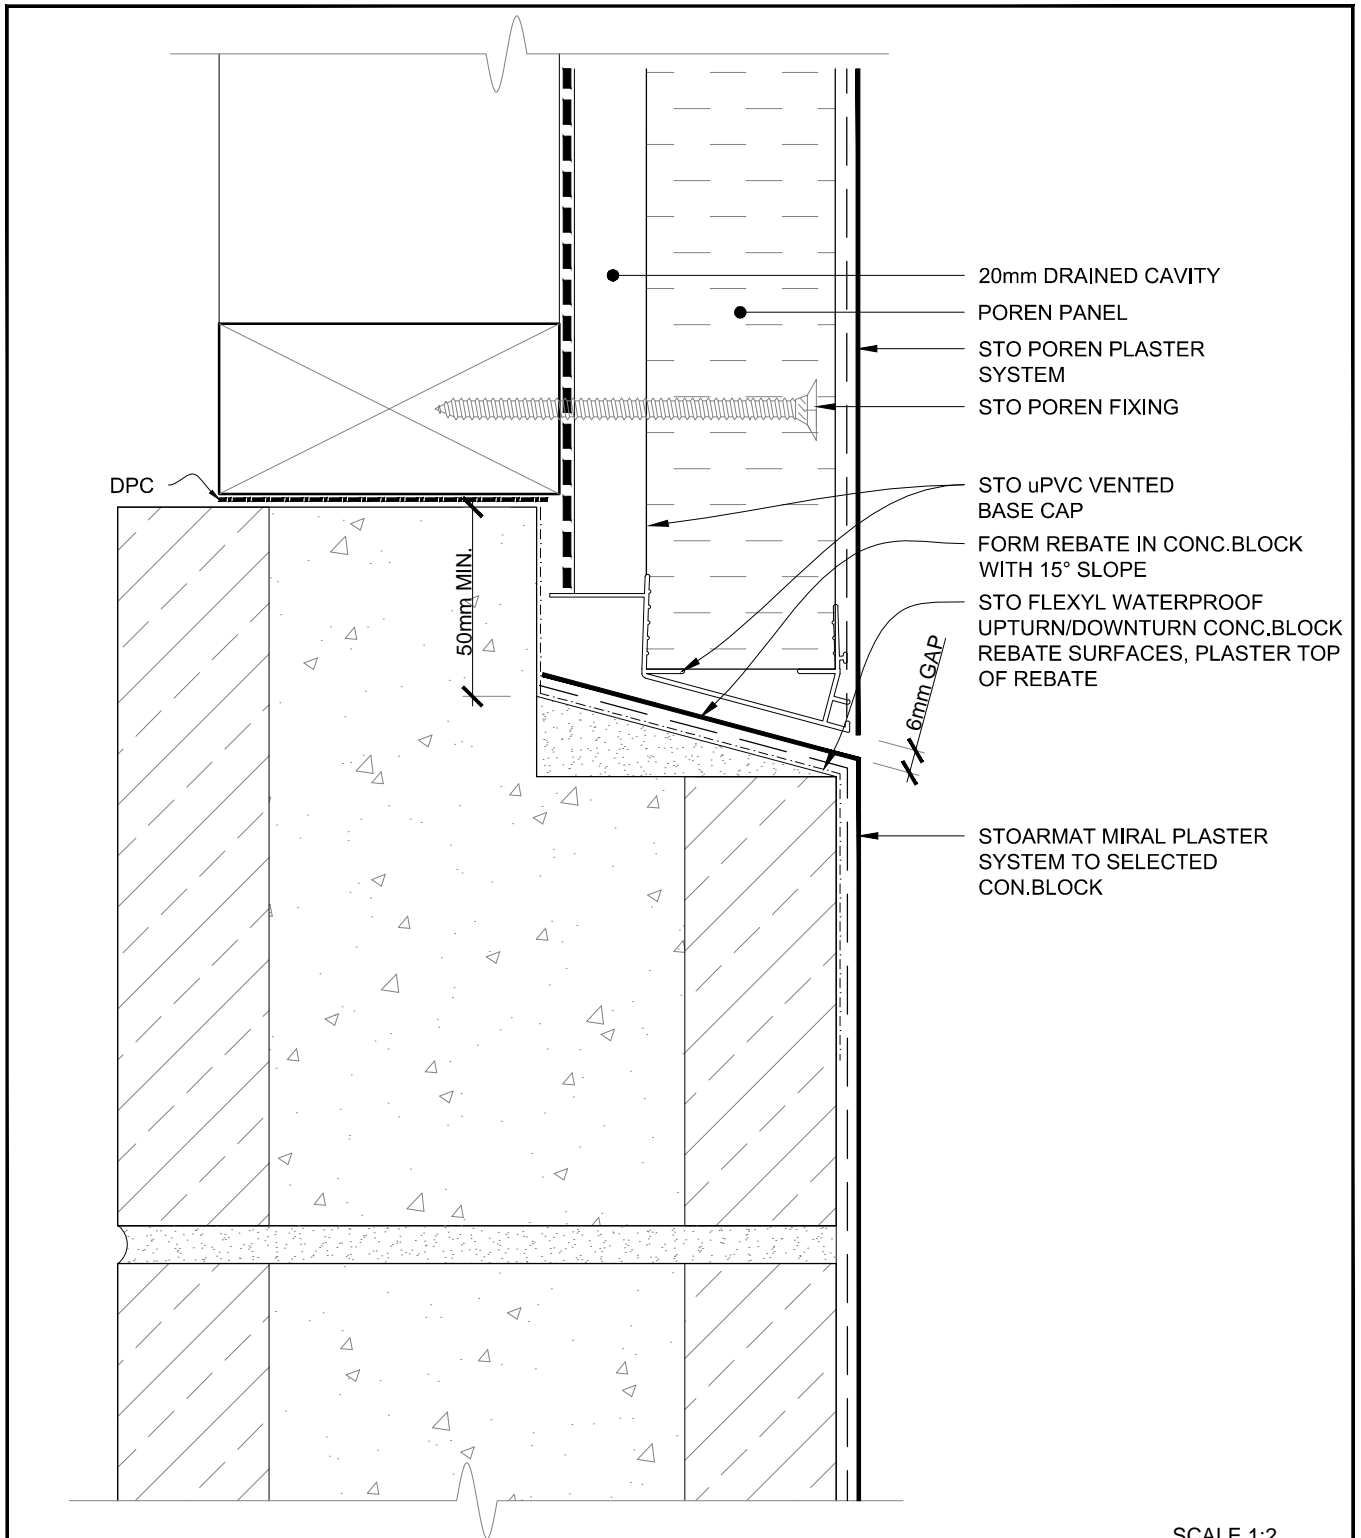 20mm DRAINED CAVITY
POREN PANEL
STO POREN PLASTER
SYSTEM
STO POREN FIXING
DPC
STO uPVC VENTED
BASE CAP
50mm MIN.
FORM REBATE IN CONC.BLOCK
WITH 15° SLOPE
STO FLEXYL WATERPROOF
UPTURN/DOWNTURN CONC.BLOCK
REBATE SURFACES, PLASTER TOP
OF REBATE
6mm GAP
STOARMAT MIRAL PLASTER
SYSTEM TO SELECTED
CON.BLOCK
SCALE 1:2